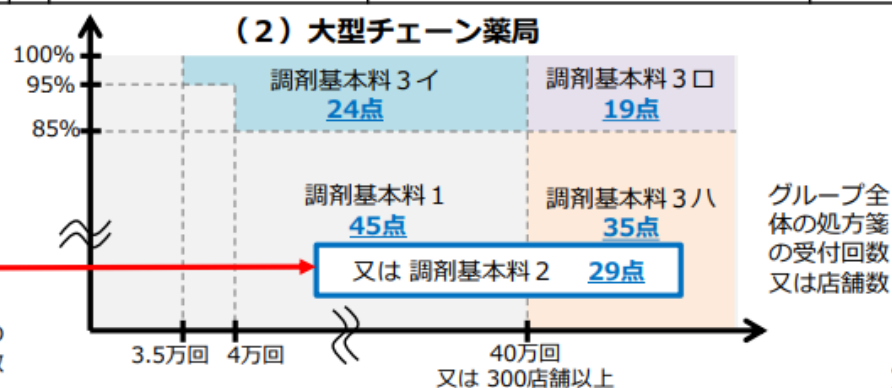 （２）大型チェーン薬局
100%
95%
85%
調剤基本料３イ
24点
調剤基本料３ロ
19点
調剤基本料１
45点
調剤基本料３ハ
35点
又は 調剤基本料２ 29点
グループ全
体の処方箋
の受付回数
又は店舗数
の
数
3.5万回 4万回
40万回
又は 300店舗以上